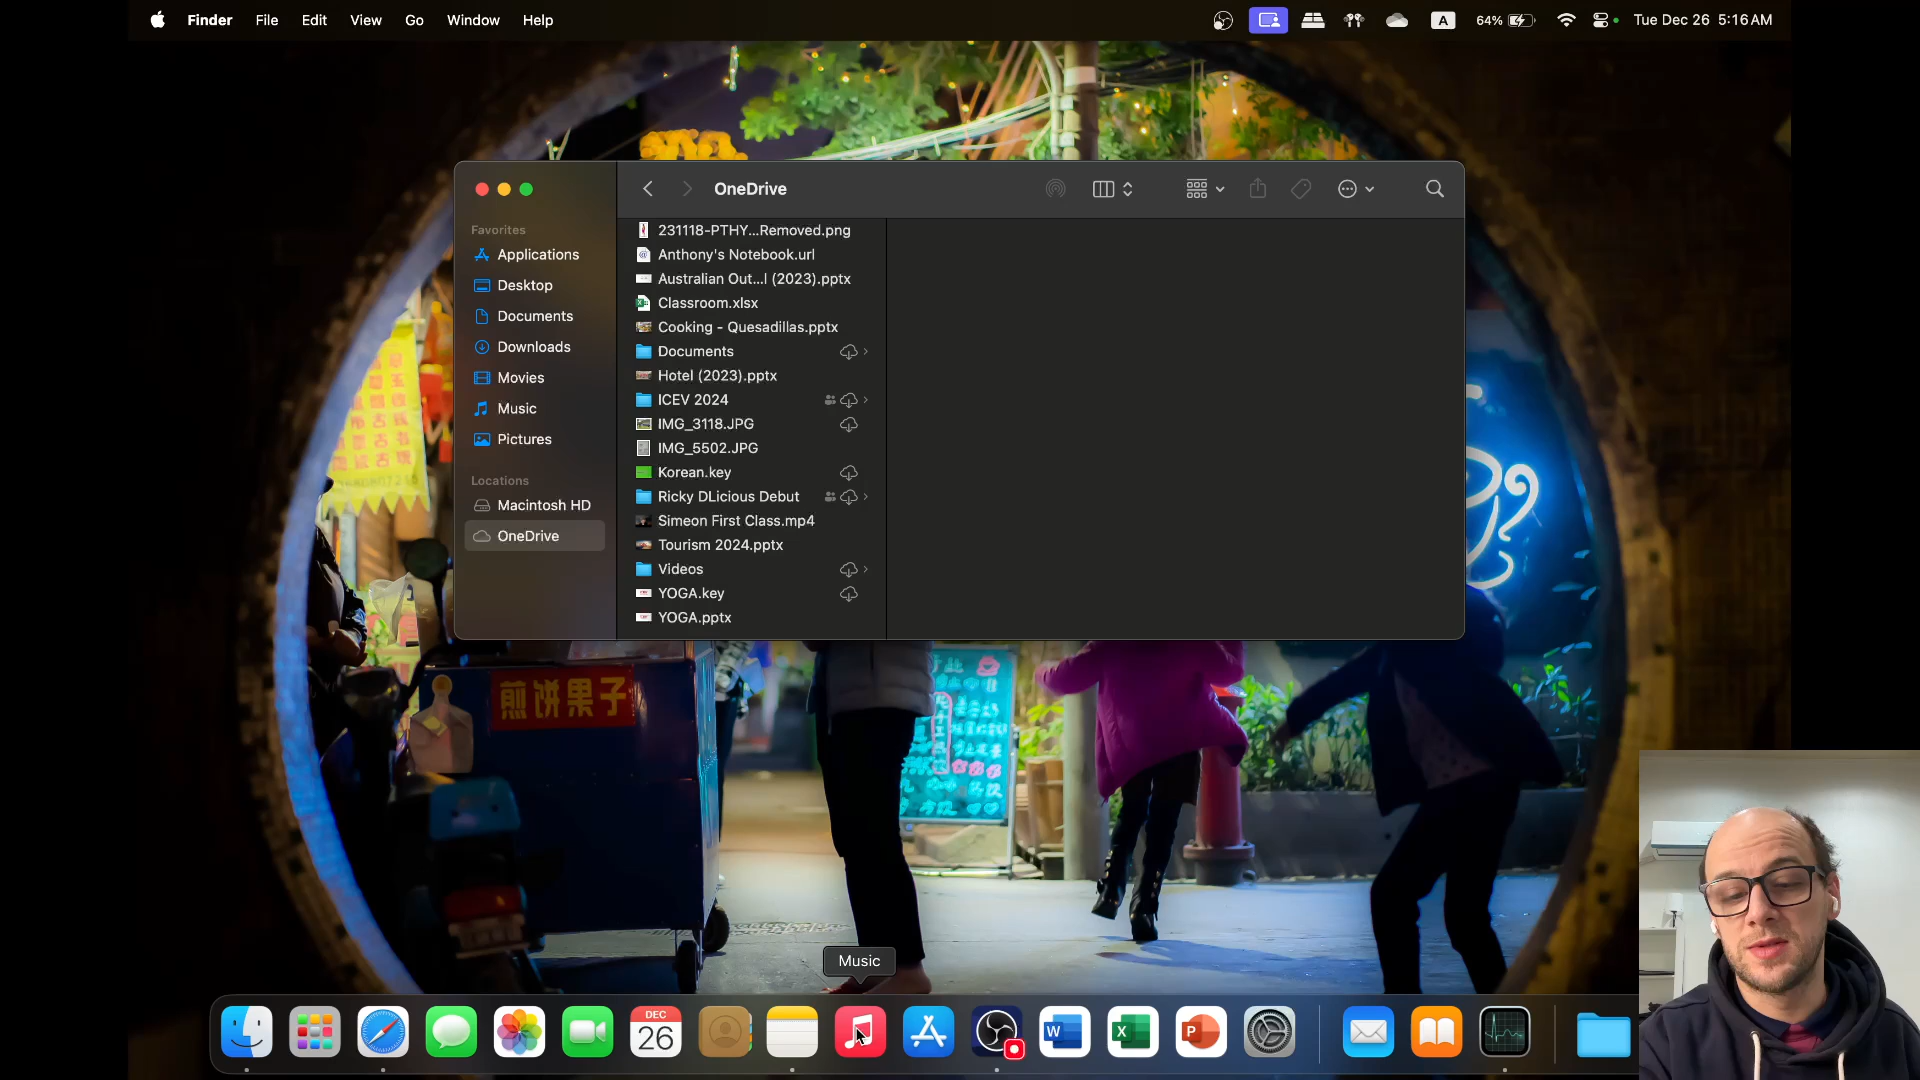 Finder File Edit View Go Window Help
A 64% Tue Dec 26 5:16 AM
OneDrive
Favorites
Applications
Desktop
Documents
Downloads
Movies
Music
Pictures
Locations
Macintosh HD
OneDrive
231118-PTHY...Removed.png
Anthony's Notebook.url
Australian Out...l (2023).pptx
Classroom.xlsx
Cooking - Quesadillas.pptx
Documents
Hotel (2023).pptx
ICEV 2024
IMG_3118.JPG
IMG_5502.JPG
Korean.key
Ricky DLicious Debut
Simeon First Class.mp4
Tourism 2024.pptx
Videos
YOGA.key
YOGA.pptx
煎饼果子
Music
DEC
26
W
X
P